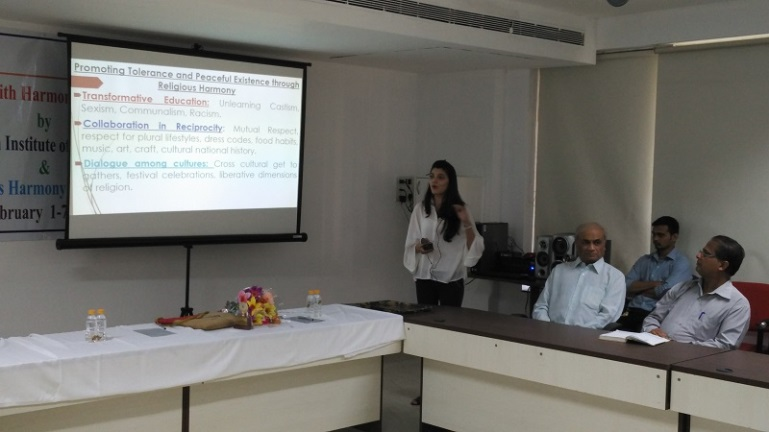 ith Harmon
by
Institute of
&
s Harmony
bruary 1-7
Promoting Tolerance and Peaceful Existence through
Religious Harmony
Transformative Education: Unlearning Casteism,
Sexism, Communalism, Racism.
Collaboration in Reciprocity: Mutual Respect,
respect for plural lifestyles, dress codes, food habits,
music, art, craft, cultural national history.
Dialogue among cultures: Cross cultural get to
gathers, festival celebrations, liberative dimensions
of religion.